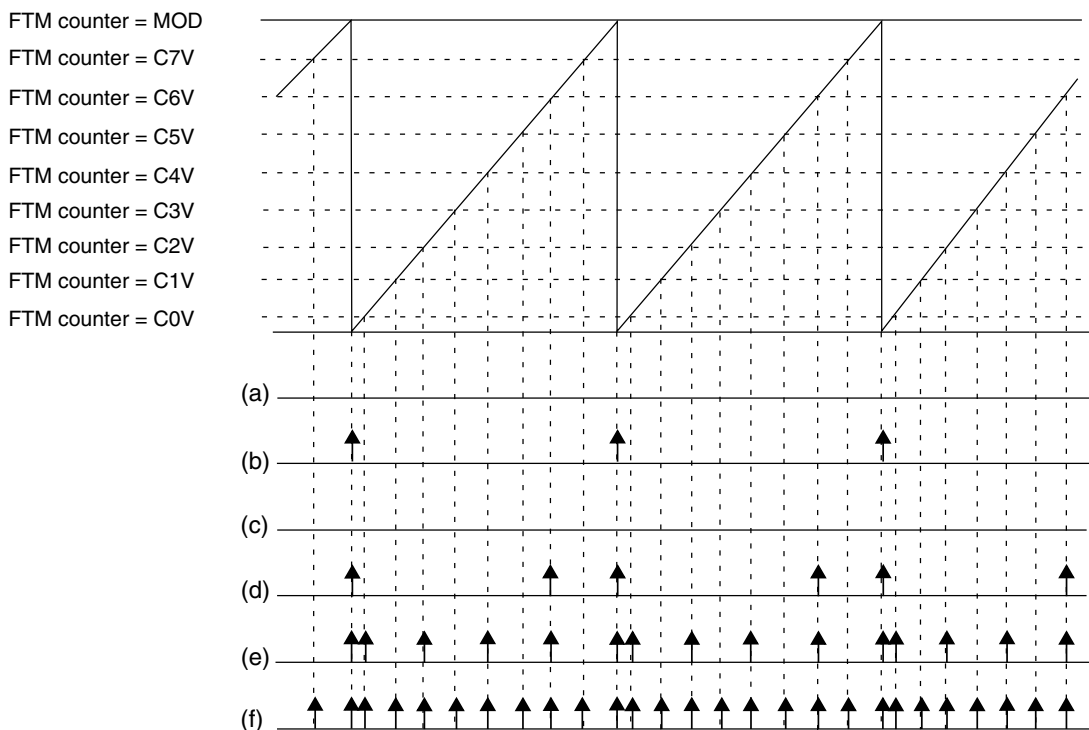 FTM counter = MOD
FTM counter = C7V
FTM counter = C6V
FTM counter = C5V
FTM counter = C4V
FTM counter = C3V
FTM counter = C2V
FTM counter = C1V
FTM counter = C0V
(a)
(b)
(c)
(d)
(e)
(f)